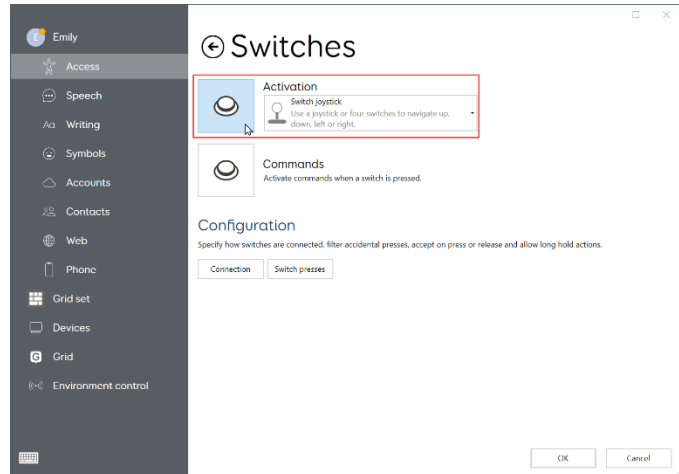 E
Emily
Access
Speech
Aa Writing
Symbols
Accounts
Contacts
Web
Phone
Grid set
Devices
G Grid
Environment control
Switches
Activation
Switch joystick
Use a joystick or four switches to navigate up,
down, left or right.
Commands
Activate commands when a switch is pressed.
Configuration
Specify how switches are connected, filter accidental presses, accept on press or release and allow long hold actions.
Connection Switch presses
OK Cancel